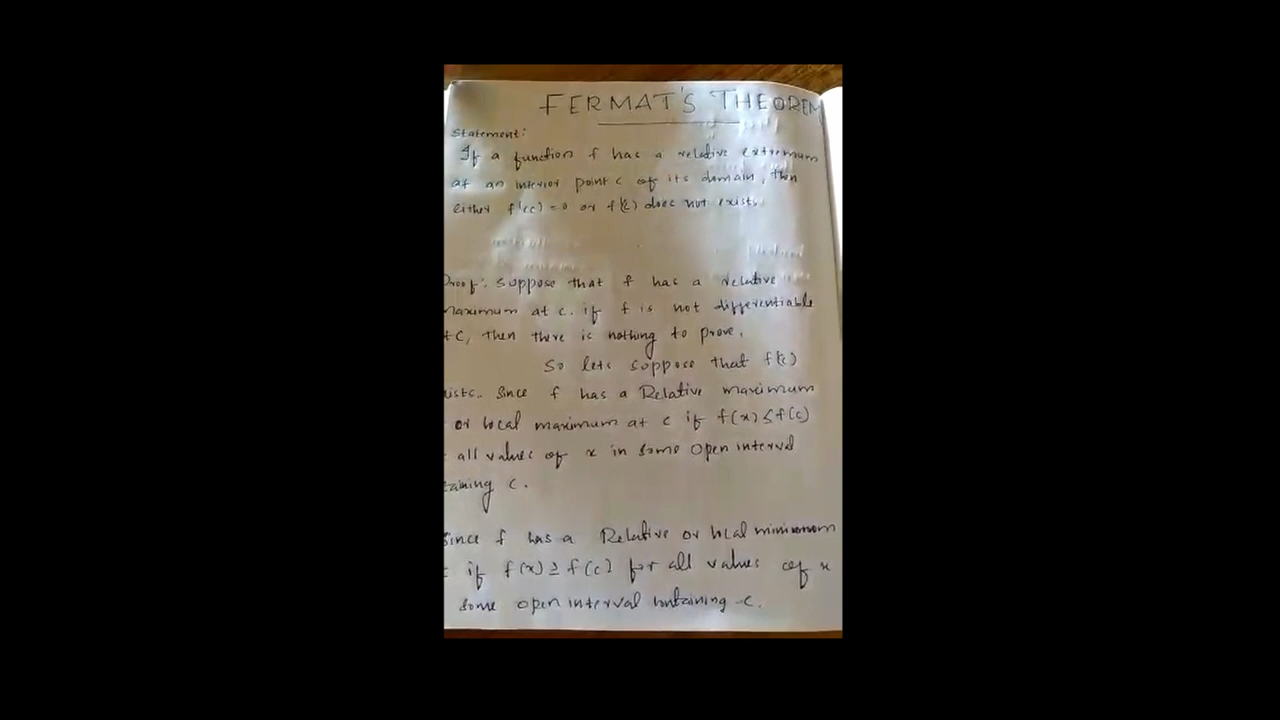 FERMAT'S THEOREM
Statement:
If a function f has a relative extremum
at an interior point c of its domain, then
either f'(c) = 0 or f'(c) does not exists.
Proof: Suppose that f has a relative
maximum at c. if f is not differentiable
at C, then there is nothing to prove.
So lets suppose that f'(c)
ists.. Since f has a Relative maximum
or local maximum at c if f(x) ≤ f(c)
all values of x in some open interval
taining c.
Since f has a Relative or local minimum
c if f(x) ≥ f(c) for all values of x
some open interval containing c.